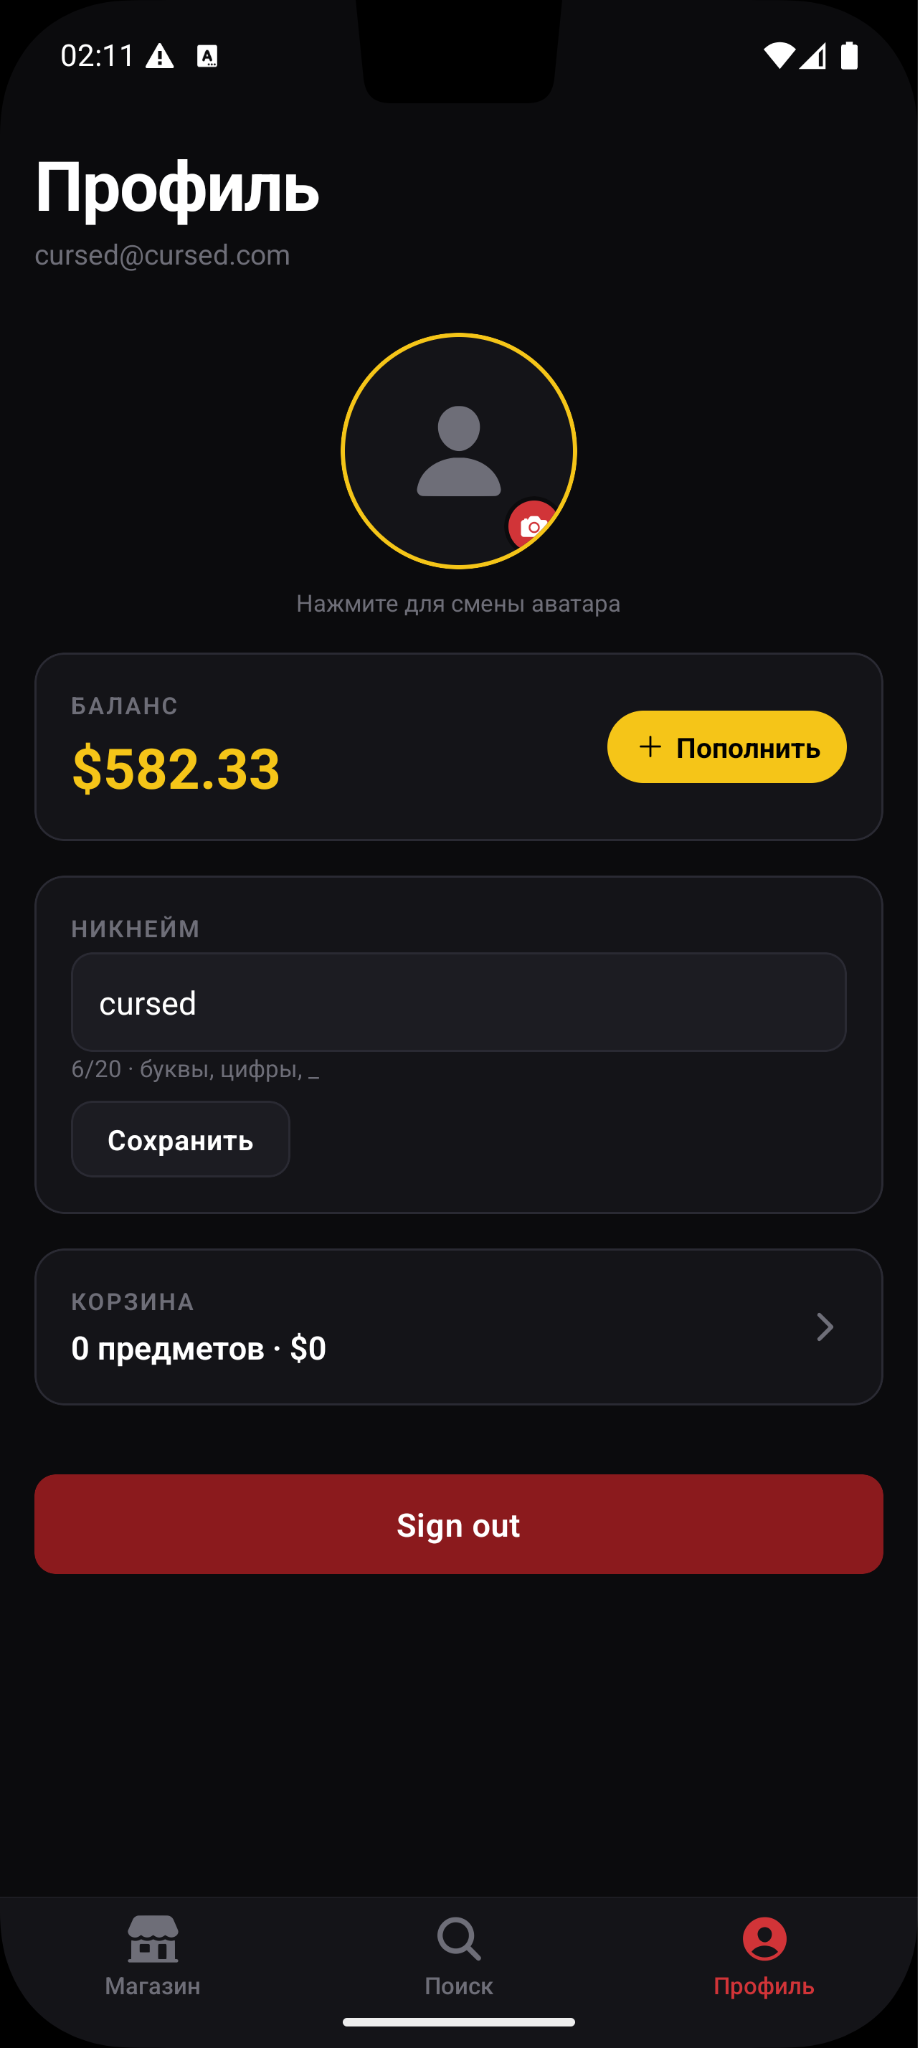 02:11
Профиль
cursed@cursed.com
Нажмите для смены аватара
БАЛАНС
$582.33
+ Пополнить
НИКНЕЙМ
cursed
6/20 · буквы, цифры, _
Сохранить
КОРЗИНА
0 предметов · $0
Sign out
Магазин
Поиск
Профиль